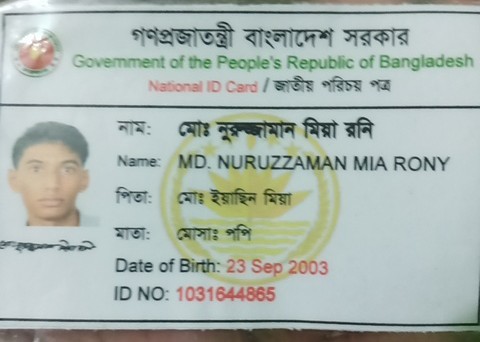 গণপ্রজাতন্ত্রী বাংলাদেশ সরকার
Government of the People's Republic of Bangladesh
National ID Card / জাতীয় পরিচয় পত্র
নাম: মোঃ নূরুজ্জামান মিয়া রনি
Name: MD. NURUZZAMAN MIA RONY
পিতা: মোঃ ইয়াছিন মিয়া
মাতা: মোসাঃ পপি
Date of Birth: 23 Sep 2003
ID NO: 1031644865